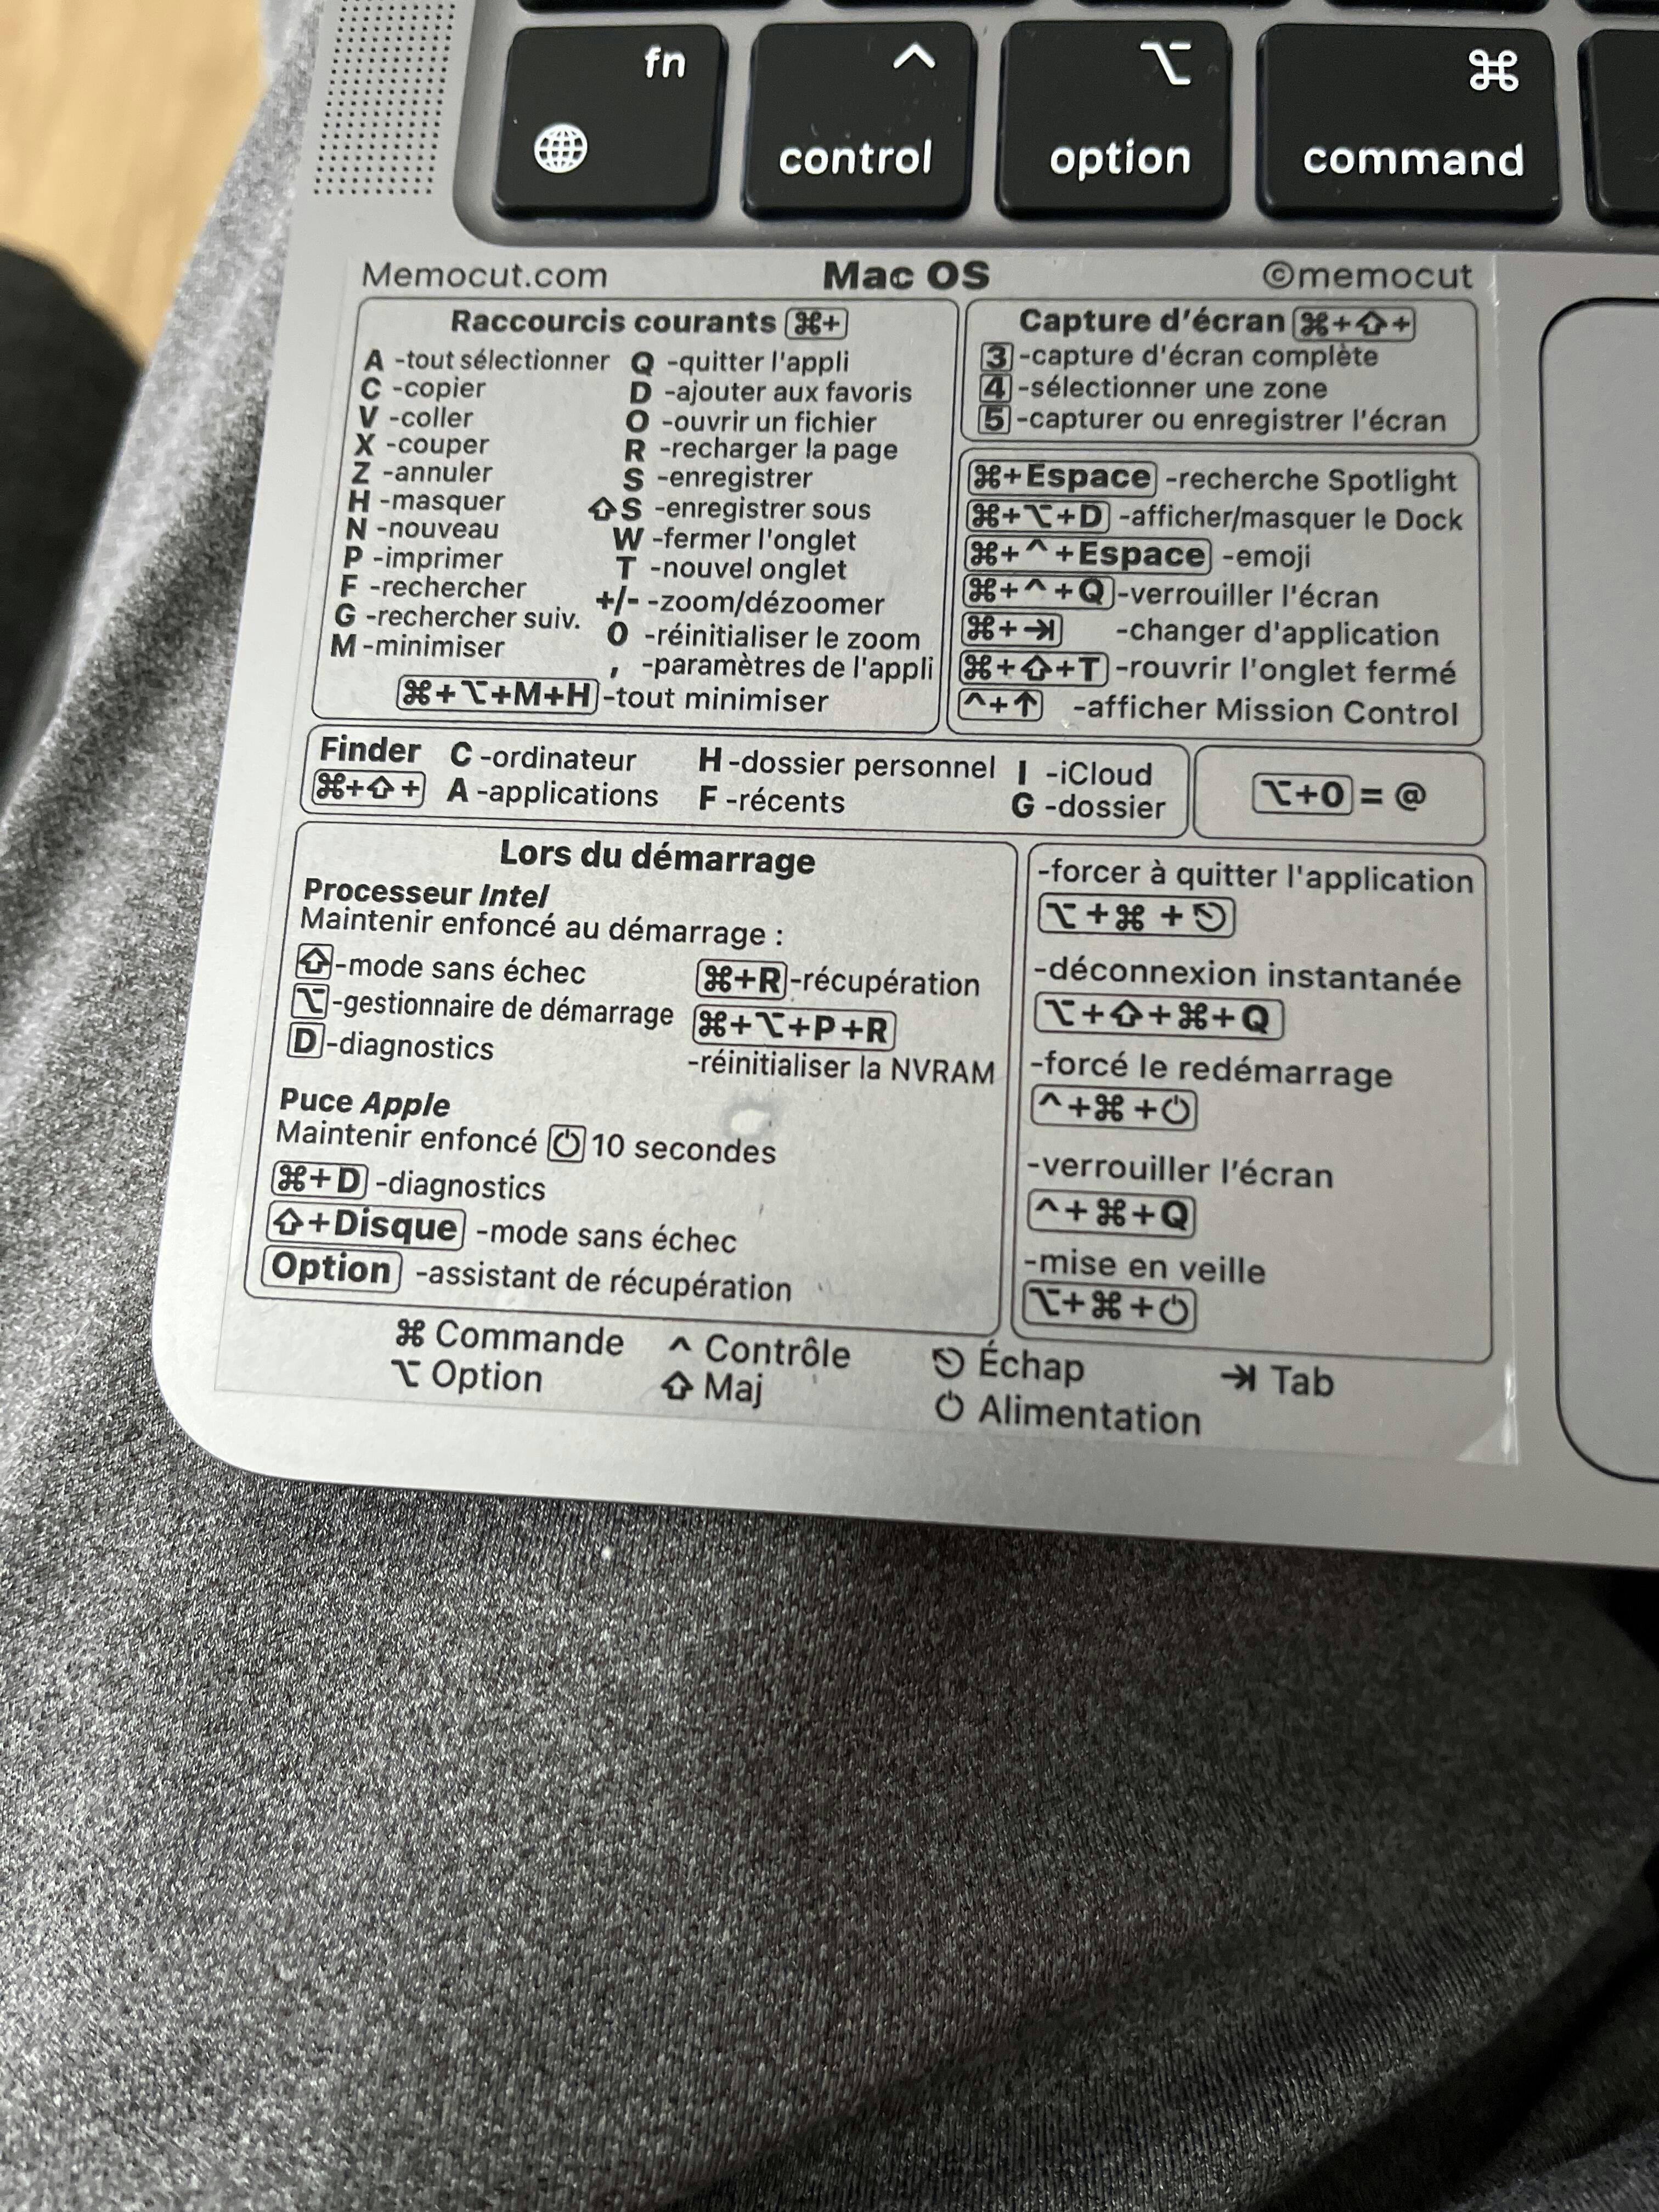 fn
^ ⌥ ⌘
control option command
Memocut.com Mac OS ©memocut
Raccourcis courants ⌘+
A -tout sélectionner
C -copier
V -coller
X -couper
Z -annuler
H -masquer
N -nouveau
P -imprimer
F -rechercher
G -rechercher suiv.
M -minimiser
Q -quitter l'appli
D -ajouter aux favoris
O -ouvrir un fichier
R -recharger la page
S -enregistrer
⇧S -enregistrer sous
W -fermer l'onglet
T -nouvel onglet
+/- -zoom/dézoomer
0 -réinitialiser le zoom
, -paramètres de l'appli
⌘+⌥+M+H -tout minimiser
Capture d'écran ⌘+⇧+
3 -capture d'écran complète
4 -sélectionner une zone
5 -capturer ou enregistrer l'écran
⌘+Espace -recherche Spotlight
⌘+⌥+D -afficher/masquer le Dock
⌘+^+Espace -emoji
⌘+^+Q -verrouiller l'écran
⌘+⇥ -changer d'application
⌘+⇧+T -rouvrir l'onglet fermé
^+↑ -afficher Mission Control
Finder C -ordinateur H -dossier personnel I -iCloud
⌘+⇧+ A -applications F -récents G -dossier
⌥+0 = @
Lors du démarrage
Processeur Intel
Maintenir enfoncé au démarrage :
⇧ -mode sans échec
⌥ -gestionnaire de démarrage
D -diagnostics
⌘+R -récupération
⌘+⌥+P+R
-réinitialiser la NVRAM
Puce Apple
Maintenir enfoncé ⏻ 10 secondes
⌘+D -diagnostics
⇧+Disque -mode sans échec
Option -assistant de récupération
-forcer à quitter l'application
⌥+⌘+⎋
-déconnexion instantanée
⌥+⇧+⌘+Q
-forcé le redémarrage
^+⌘+⏻
-verrouiller l'écran
^+⌘+Q
-mise en veille
⌥+⌘+⏻
⌘ Commande ^ Contrôle ⎋ Échap ⇥ Tab
⌥ Option ⇧ Maj ⏻ Alimentation